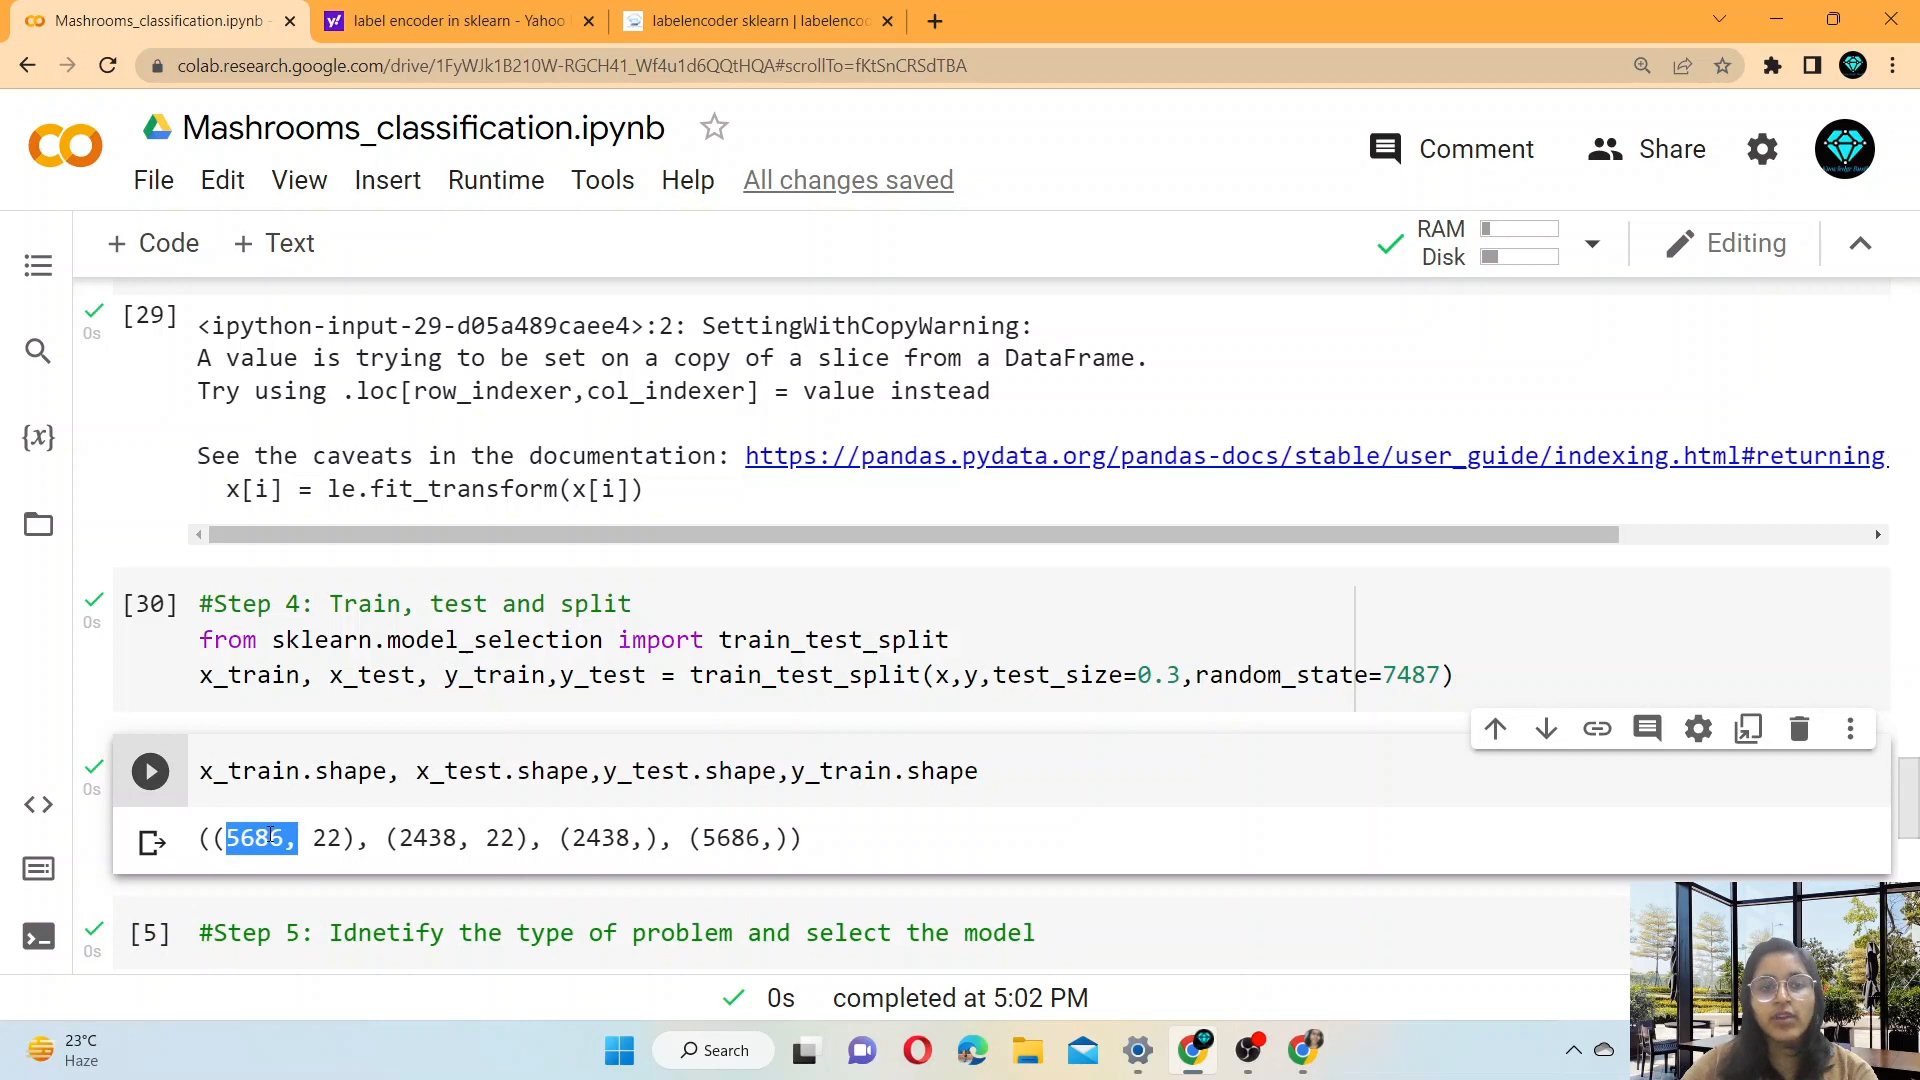 Mashrooms_classification.ipynb -
label encoder in sklearn - Yahoo
labelencoder sklearn | labelenco
colab.research.google.com/drive/1FyWJk1B210W-RGCH41_Wf4u1d6QQtHQA#scrollTo=fKtSnCRSdTBA
Mashrooms_classification.ipynb
Comment
Share
File Edit View Insert Runtime Tools Help All changes saved
+ Code + Text
RAM
Disk
Editing
[29]
0s
<ipython-input-29-d05a489caee4>:2: SettingWithCopyWarning:
A value is trying to be set on a copy of a slice from a DataFrame.
Try using .loc[row_indexer,col_indexer] = value instead
See the caveats in the documentation: https://pandas.pydata.org/pandas-docs/stable/user_guide/indexing.html#returning
x[i] = le.fit_transform(x[i])
[30] #Step 4: Train, test and split
0s
from sklearn.model_selection import train_test_split
x_train, x_test, y_train,y_test = train_test_split(x,y,test_size=0.3,random_state=7487)
x_train.shape, x_test.shape,y_test.shape,y_train.shape
0s
((5686, 22), (2438, 22), (2438,), (5686,))
[5] #Step 5: Idnetify the type of problem and select the model
0s
0s completed at 5:02 PM
23°C
Haze
Search